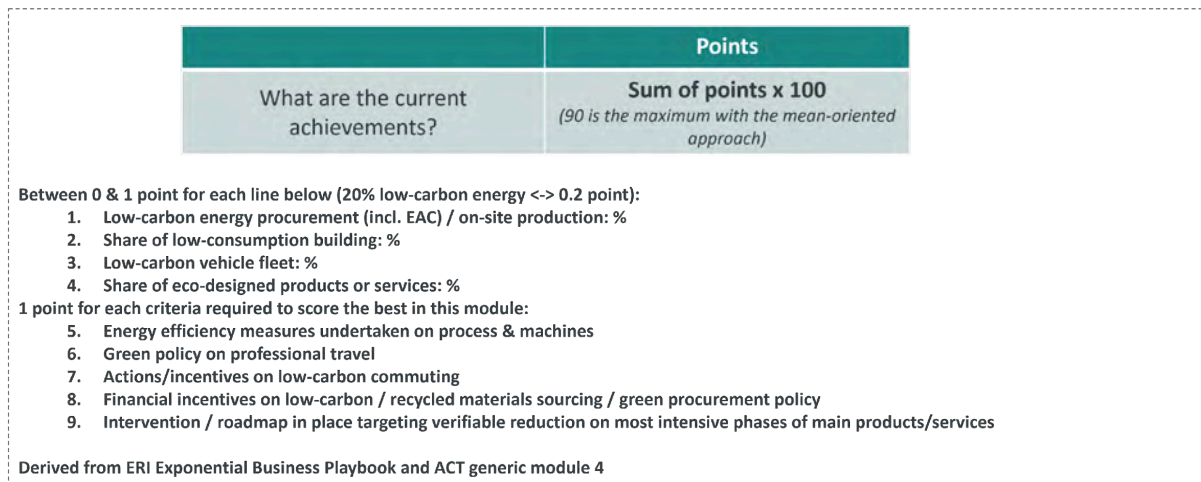 Points
What are the current
achievements?
Sum of points x 100
(90 is the maximum with the mean-oriented
approach)
Between 0 & 1 point for each line below (20% low-carbon energy <-> 0.2 point):
1. Low-carbon energy procurement (incl. EAC) / on-site production: %
2. Share of low-consumption building: %
3. Low-carbon vehicle fleet: %
4. Share of eco-designed products or services: %
1 point for each criteria required to score the best in this module:
5. Energy efficiency measures undertaken on process & machines
6. Green policy on professional travel
7. Actions/incentives on low-carbon commuting
8. Financial incentives on low-carbon / recycled materials sourcing / green procurement policy
9. Intervention / roadmap in place targeting verifiable reduction on most intensive phases of main products/services
Derived from ERI Exponential Business Playbook and ACT generic module 4